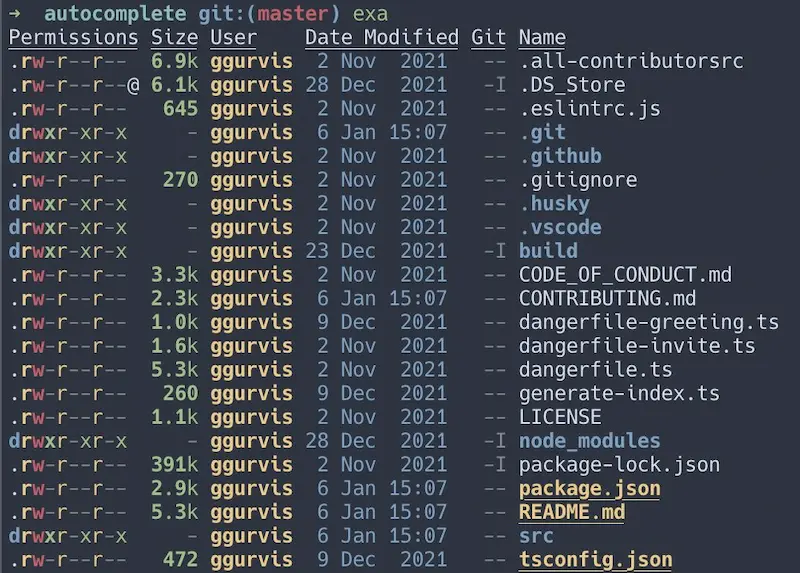 → autocomplete git:(master) exa
Permissions Size User Date Modified Git Name
.rw-r--r-- 6.9k ggurvis 2 Nov 2021 -- .all-contributorsrc
.rw-r--r--@ 6.1k ggurvis 28 Dec 2021 -I .DS_Store
.rw-r--r-- 645 ggurvis 2 Nov 2021 -- .eslintrc.js
drwxr-xr-x - ggurvis 6 Jan 15:07 -- .git
drwxr-xr-x - ggurvis 2 Nov 2021 -- .github
.rw-r--r-- 270 ggurvis 2 Nov 2021 -- .gitignore
drwxr-xr-x - ggurvis 2 Nov 2021 -- .husky
drwxr-xr-x - ggurvis 2 Nov 2021 -- .vscode
drwxr-xr-x - ggurvis 23 Dec 2021 -I build
.rw-r--r-- 3.3k ggurvis 2 Nov 2021 -- CODE_OF_CONDUCT.md
.rw-r--r-- 2.3k ggurvis 6 Jan 15:07 -- CONTRIBUTING.md
.rw-r--r-- 1.0k ggurvis 9 Dec 2021 -- dangerfile-greeting.ts
.rw-r--r-- 1.6k ggurvis 2 Nov 2021 -- dangerfile-invite.ts
.rw-r--r-- 5.3k ggurvis 2 Nov 2021 -- dangerfile.ts
.rw-r--r-- 260 ggurvis 9 Dec 2021 -- generate-index.ts
.rw-r--r-- 1.1k ggurvis 2 Nov 2021 -- LICENSE
drwxr-xr-x - ggurvis 28 Dec 2021 -I node_modules
.rw-r--r-- 391k ggurvis 2 Nov 2021 -I package-lock.json
.rw-r--r-- 2.9k ggurvis 6 Jan 15:07 -- package.json
.rw-r--r-- 5.3k ggurvis 6 Jan 15:07 -- README.md
drwxr-xr-x - ggurvis 6 Jan 15:07 -- src
.rw-r--r-- 472 ggurvis 9 Dec 2021 -- tsconfig.json